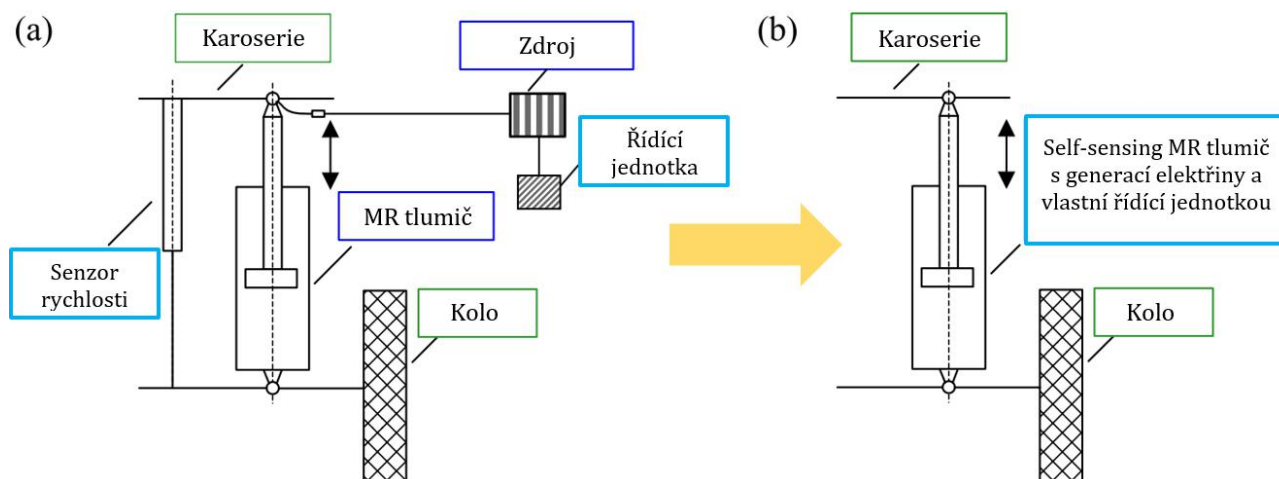 (a)
Karoserie
Zdroj
Řídící
jednotka
MR tlumič
Senzor
rychlosti
Kolo
(b)
Karoserie
Self-sensing MR tlumič
s generací elektřiny a
vlastní řídící jednotkou
Kolo